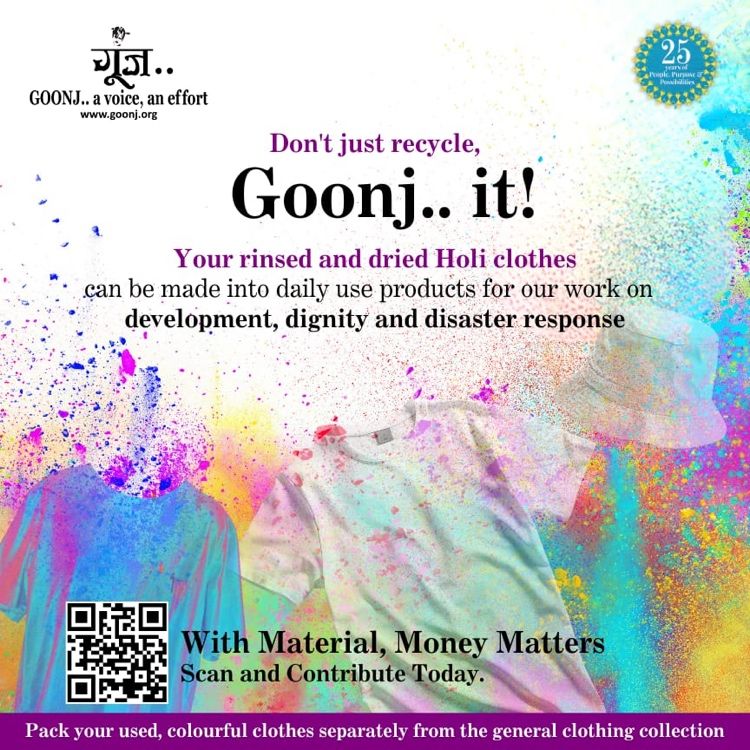 गूंज..
GOONJ.. a voice, an effort
www.goonj.org
25
years of
People, Purpose &
Possibilities
Don't just recycle,
Goonj.. it!
Your rinsed and dried Holi clothes
can be made into daily use products for our work on
development, dignity and disaster response
With Material, Money Matters
Scan and Contribute Today.
Pack your used, colourful clothes separately from the general clothing collection